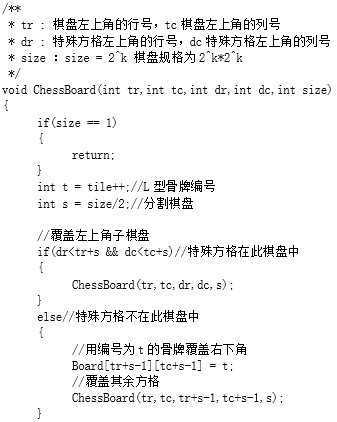 /**
 * tr : 棋盘左上角的行号，tc棋盘左上角的列号
 * dr : 特殊方格左上角的行号，dc特殊方格左上角的列号
 * size : size = 2^k 棋盘规格为2^k*2^k
 */
void ChessBoard(int tr,int tc,int dr,int dc,int size)
{
    if(size == 1)
    {
        return;
    }
    int t = tile++;//L型骨牌编号
    int s = size/2;//分割棋盘

    //覆盖左上角子棋盘
    if(dr<tr+s && dc<tc+s)//特殊方格在此棋盘中
    {
        ChessBoard(tr,tc,dr,dc,s);
    }
    else//特殊方格不在此棋盘中
    {
        //用编号为t的骨牌覆盖右下角
        Board[tr+s-1][tc+s-1] = t;
        //覆盖其余方格
        ChessBoard(tr,tc,tr+s-1,tc+s-1,s);
    }